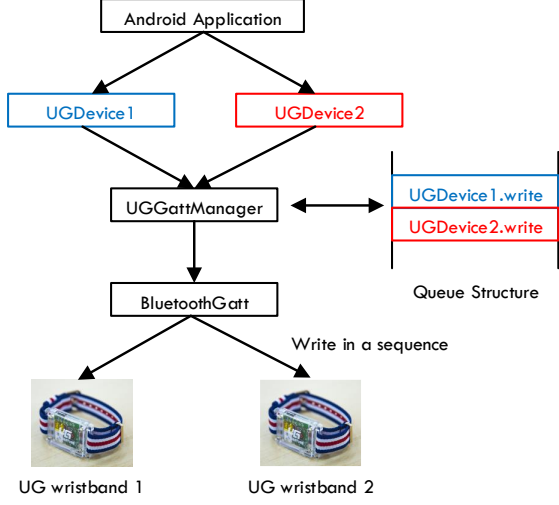 Android Application
UGDevice1
UGDevice2
UGGattManager
UGDevice1.write
UGDevice2.write
Queue Structure
BluetoothGatt
Write in a sequence
UG wristband 1
UG wristband 2